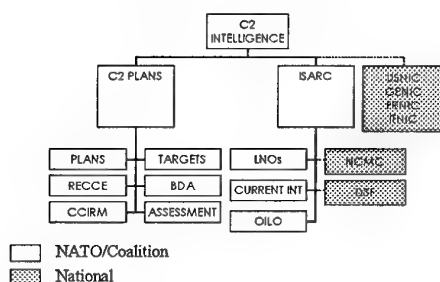 C2
INTELLIGENCE
C2 PLANS
ISARC
USNIC
GENIC
FRNIC
ITNIC
PLANS
TARGETS
LNOs
NCMC
RECCE
BDA
CURRENT INT
DSF
CCIRM
ASSESSMENT
OILO
NATO/Coalition
National